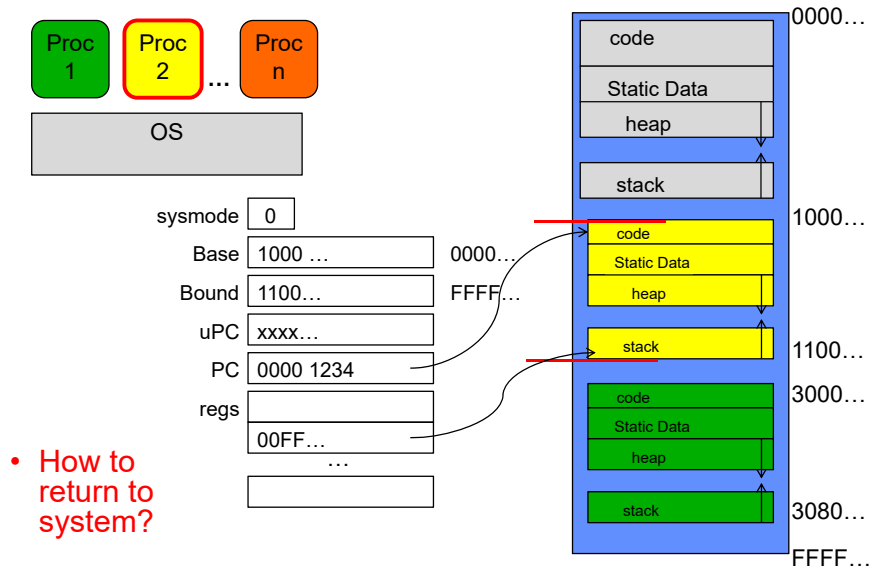 Proc
1
Proc
2
...
Proc
n
OS
sysmode 0
Base 1000 … 0000…
Bound 1100… FFFF…
uPC xxxx…
PC 0000 1234
regs
00FF…
…
• How to
return to
system?
0000…
code
Static Data
heap
stack
1000…
code
Static Data
heap
stack
1100…
3000…
code
Static Data
heap
stack
3080…
FFFF…